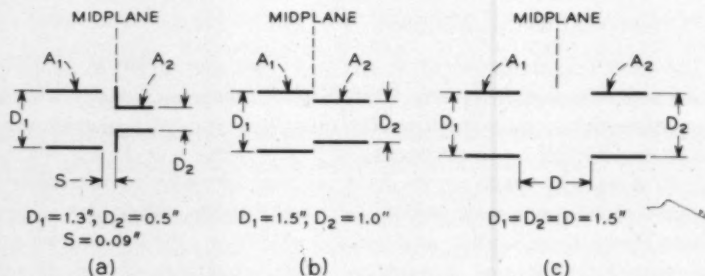 MIDPLANE MIDPLANE MIDPLANE
A₁ A₂ A₁ A₂ A₁ A₂
D₁ D₂ D₁ D₂ D₁ D₂
S D
D₁=1.3", D₂=0.5" D₁=1.5", D₂=1.0" D₁=D₂=D=1.5"
S=0.09"
(a) (b) (c)